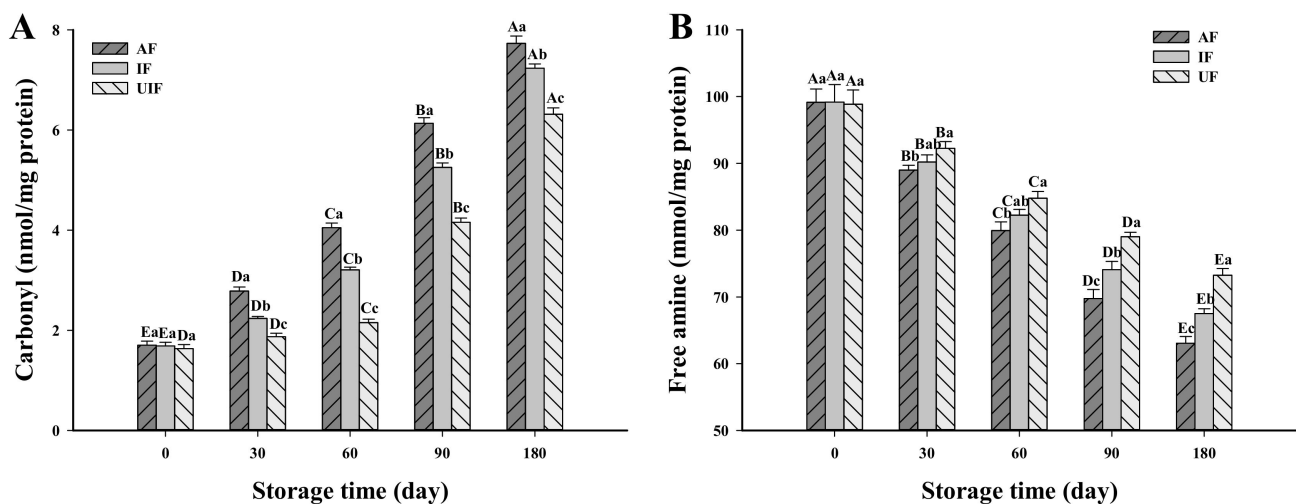 A
AF
IF
UIF
Carbonyl (nmol/mg protein)
8
6
4
2
0
Ea Ea Da
Da Db Dc
Ca Cb Cc
Ba Bb Bc
Aa Ab Ac
0 30 60 90 180
Storage time (day)
B
AF
IF
UF
Free amine (mmol/mg protein)
110
100
90
80
70
60
50
Aa Aa Aa
Bb Bab Ba
Cb Cab Ca
Dc Db Da
Ec Eb Ea
0 30 60 90 180
Storage time (day)